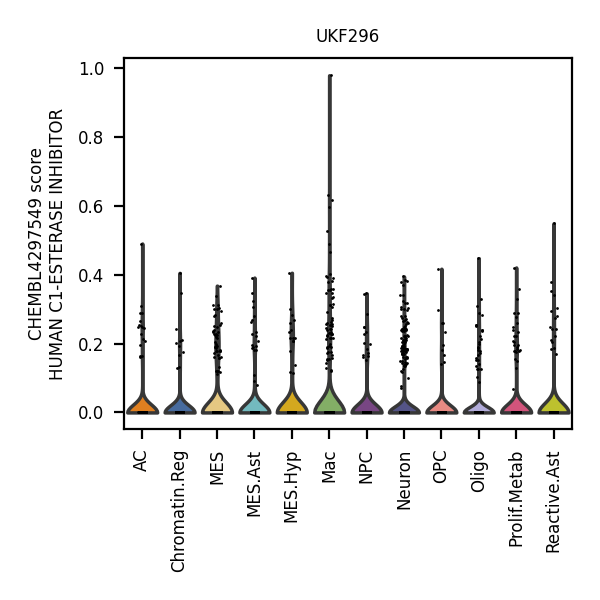 UKF296
CHEMBL4297549 score
HUMAN C1-ESTERASE INHIBITOR
1.0
0.8
0.6
0.4
0.2
0.0
AC
Chromatin.Reg
MES
MES.Ast
MES.Hyp
Mac
NPC
Neuron
OPC
Oligo
Prolif.Metab
Reactive.Ast